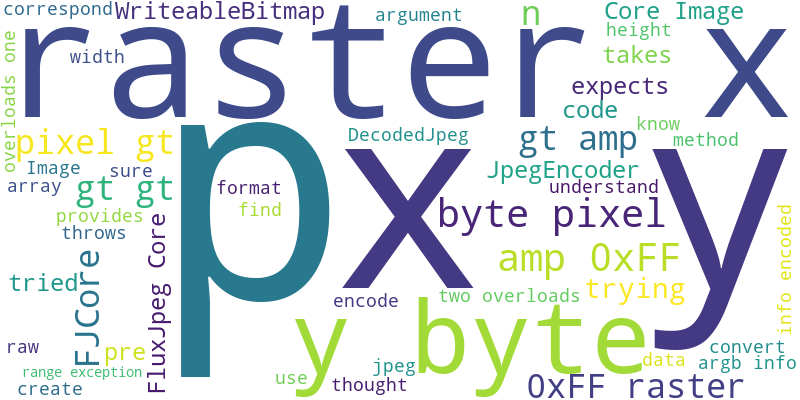 correspond
WriteableBitmap
argument
n
Core Image
raster x
height
width
takes
overloads one
expects
code
know
pixel gt
DecodedJpeg
gt amp
method
Image
sure
JpegEncoder
array
gt gt
format
understand
p
x
y
provides
find
byte pixel
throws
FluxJpeg Core
info encoded
FJCore
amp 0xFF
tried
trying
encode
two overloads
y byte
raw
pre
convert
jpeg
data
argb info
range exception
use
thought
0xFF raster
create